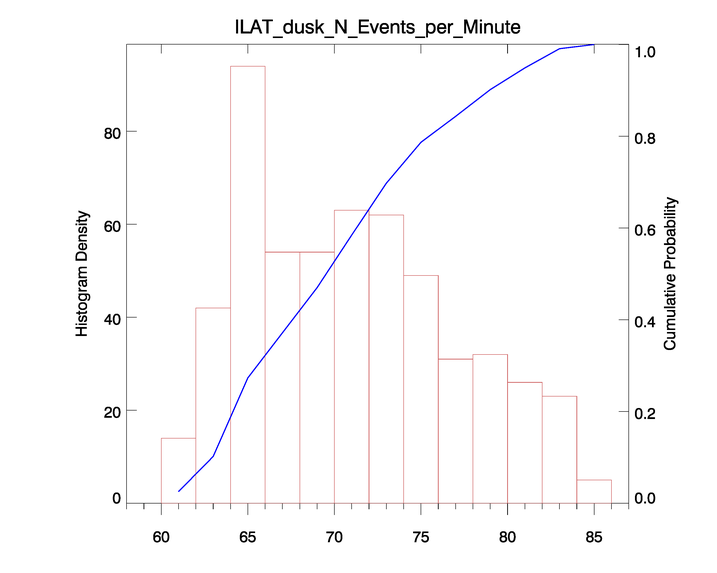 ILAT_dusk_N_Events_per_Minute
Histogram Density
80
60
40
20
0
1.0
0.8
0.6
0.4
0.2
0.0
Cumulative Probability
60 65 70 75 80 85